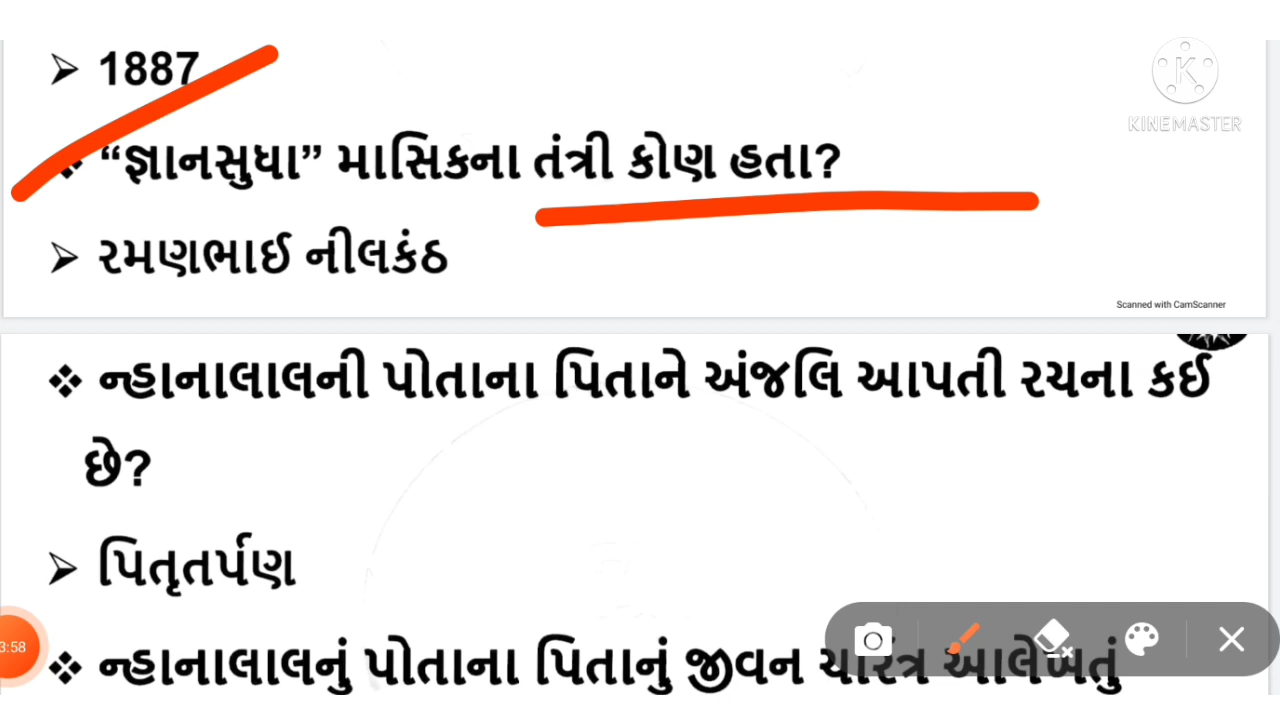 ➢ 1887
❖ “જ્ઞાનસુધા” માસિકના તંત્રી કોણ હતા?
➢ રમણભાઈ નીલકંઠ
KINEMASTER
Scanned with CamScanner
❖ ન્હાનાલાલની પોતાના પિતાને અંજલિ આપતી રચના કઈ
છે?
➢ પિતૃતર્પણ
3:58
❖ ન્હાનાલાલનું પોતાના પિતાનું જીવન ચારિત્ર આલેખતું